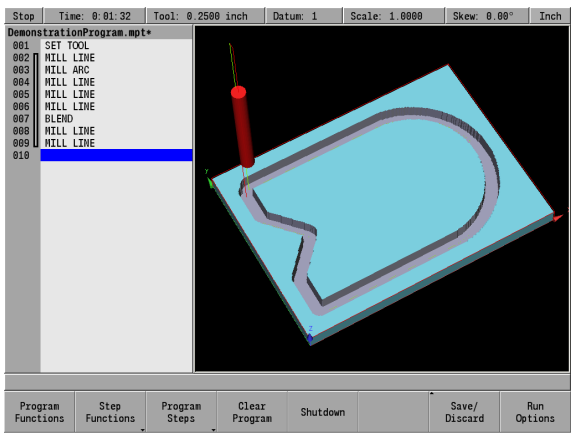 Stop Time: 0:01:32 Tool: 0.2500 inch Datum: 1 Scale: 1.0000 Skew: 0.00° Inch
DemonstrationProgram.mpt*
001 SET TOOL
002 MILL LINE
003 MILL ARC
004 MILL LINE
005 MILL LINE
006 MILL LINE
007 BLEND
008 MILL LINE
009 MILL LINE
010
Y
Z
Program Functions
Step Functions
Program Steps
Clear Program
Shutdown
Save/ Discard
Run Options